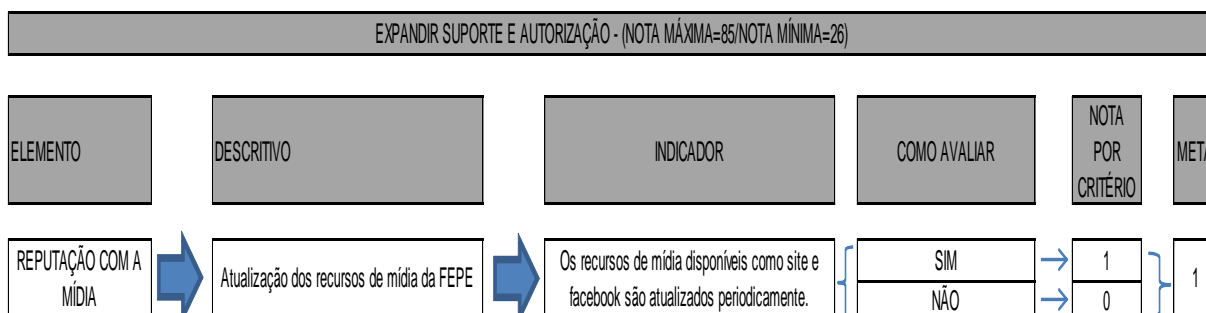 EXPANDIR SUPORTE E AUTORIZAÇÃO - (NOTA MÁXIMA=85/NOTA MÍNIMA=26)
ELEMENTO
DESCRITIVO
INDICADOR
COMO AVALIAR
NOTA
POR
CRITÉRIO
META
REPUTAÇÃO COM A
MÍDIA
Atualização dos recursos de mídia da FEPE
Os recursos de mídia disponíveis como site e
facebook são atualizados periodicamente.
SIM
1
NÃO
0
1